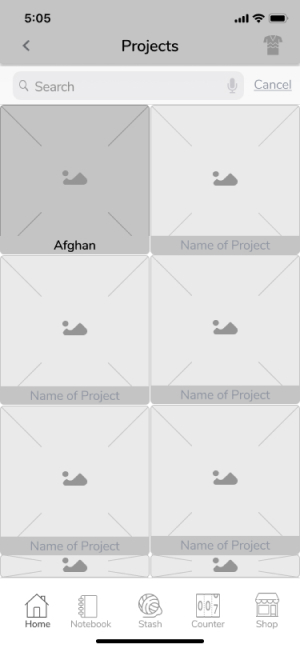 5:05
Projects
Search
Cancel
Afghan
Name of Project
Name of Project
Name of Project
Name of Project
Name of Project
007
Home
Notebook
Stash
Counter
Shop